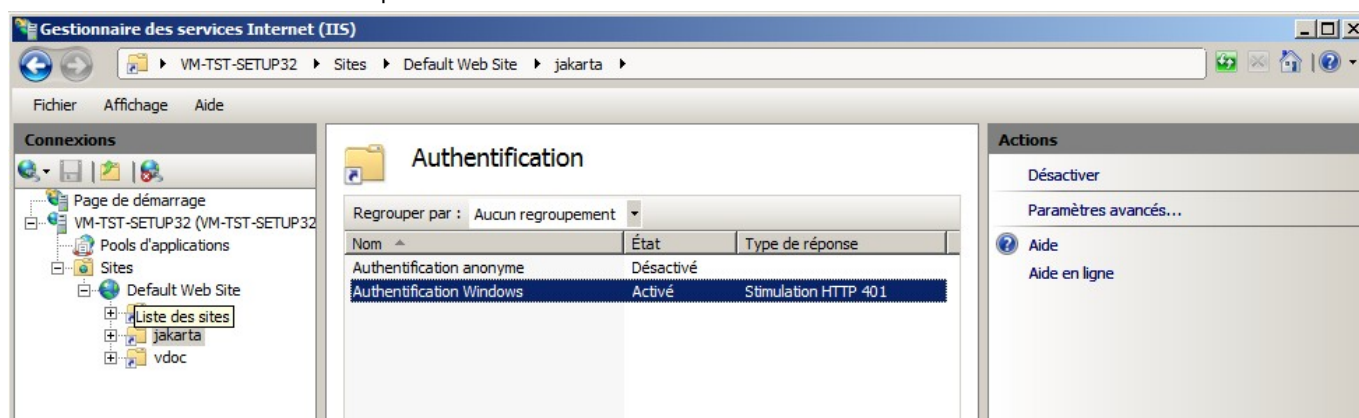 Gestionnaire des services Internet (IIS)
VM-TST-SETUP32 Sites Default Web Site jakarta
Fichier Affichage Aide
Connexions
Page de démarrage
VM-TST-SETUP32 (VM-TST-SETUP32
Pools d'applications
Sites
Default Web Site
Liste des sites
jakarta
vdoc
Authentification
Regrouper par : Aucun regroupement
Nom État Type de réponse
Authentification anonyme Désactivé
Authentification Windows Activé Stimulation HTTP 401
Actions
Désactiver
Paramètres avancés...
Aide
Aide en ligne